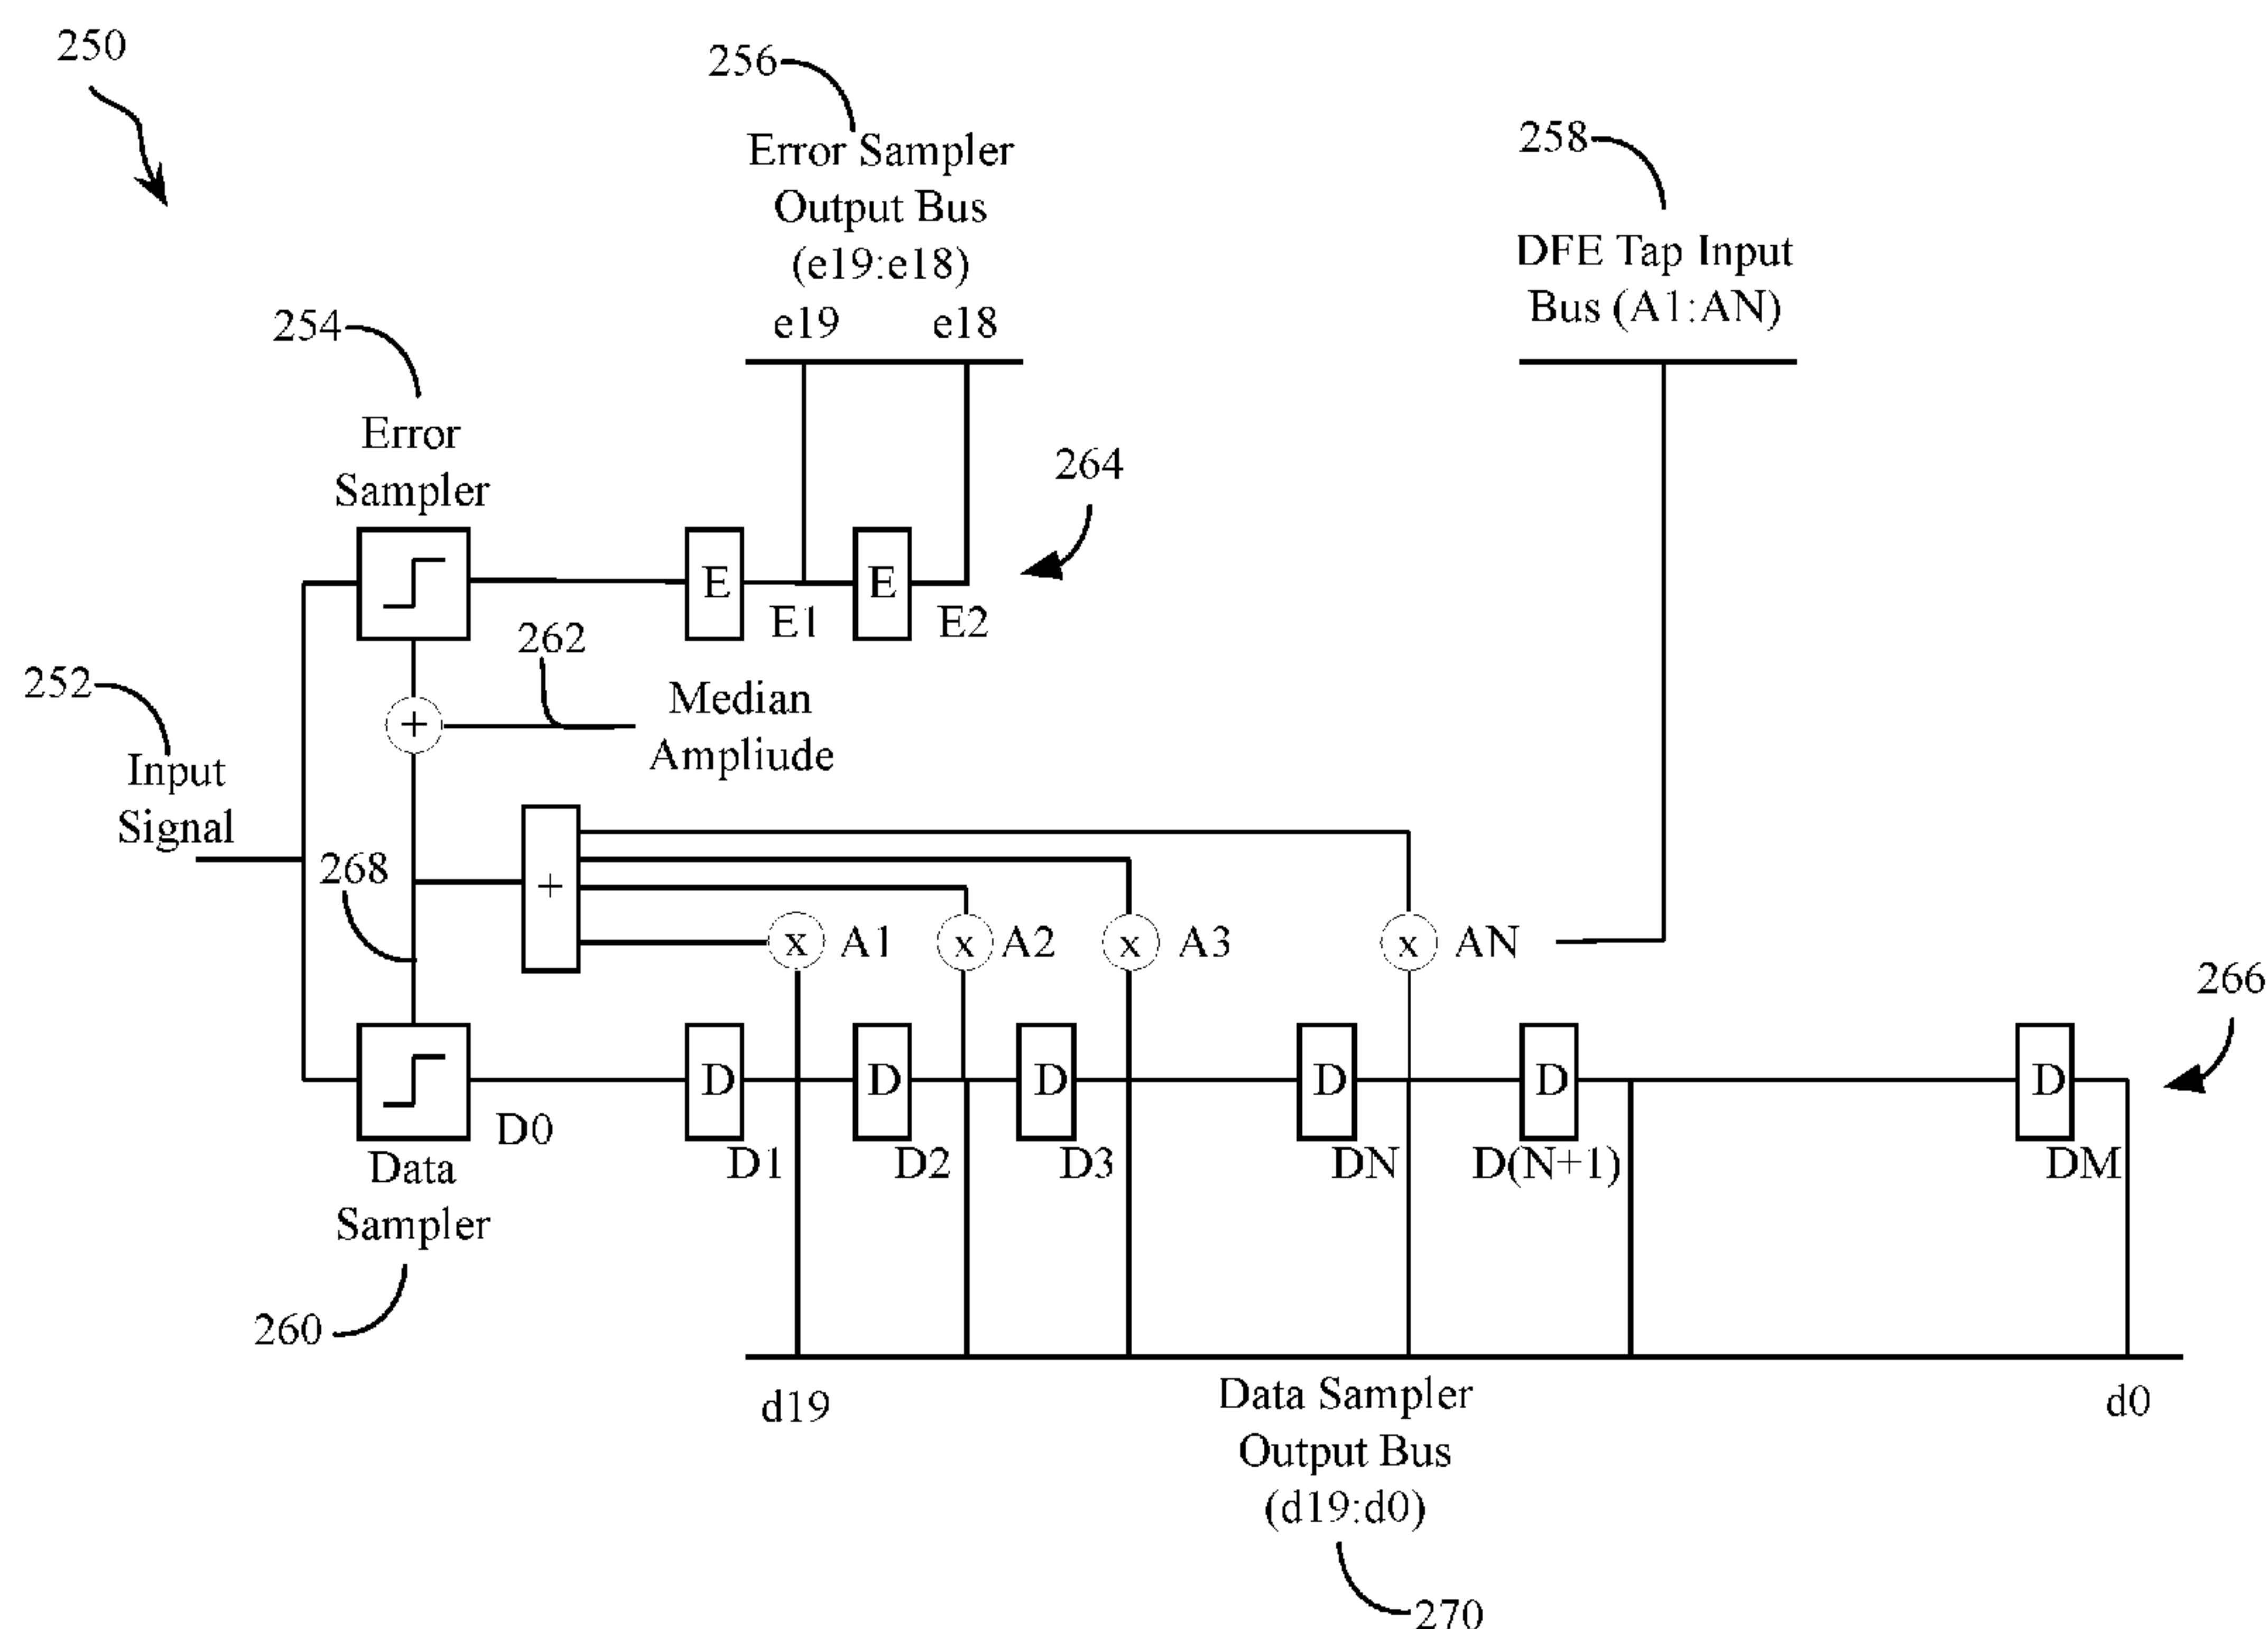 250
256
Error Sampler
Output Bus
(e19:e18)
e19 e18
258
DFE Tap Input
Bus (A1:AN)
254
Error
Sampler
264
E E
E1 E2
262
252
Input
Signal
+
Median
Ampliude
268
+
x A1 x A2 x A3 x AN
266
D D D D D D
D0
D1 D2 D3 DN D(N+1) DM
Data
Sampler
260
d19
Data Sampler
Output Bus
(d19:d0)
d0
270